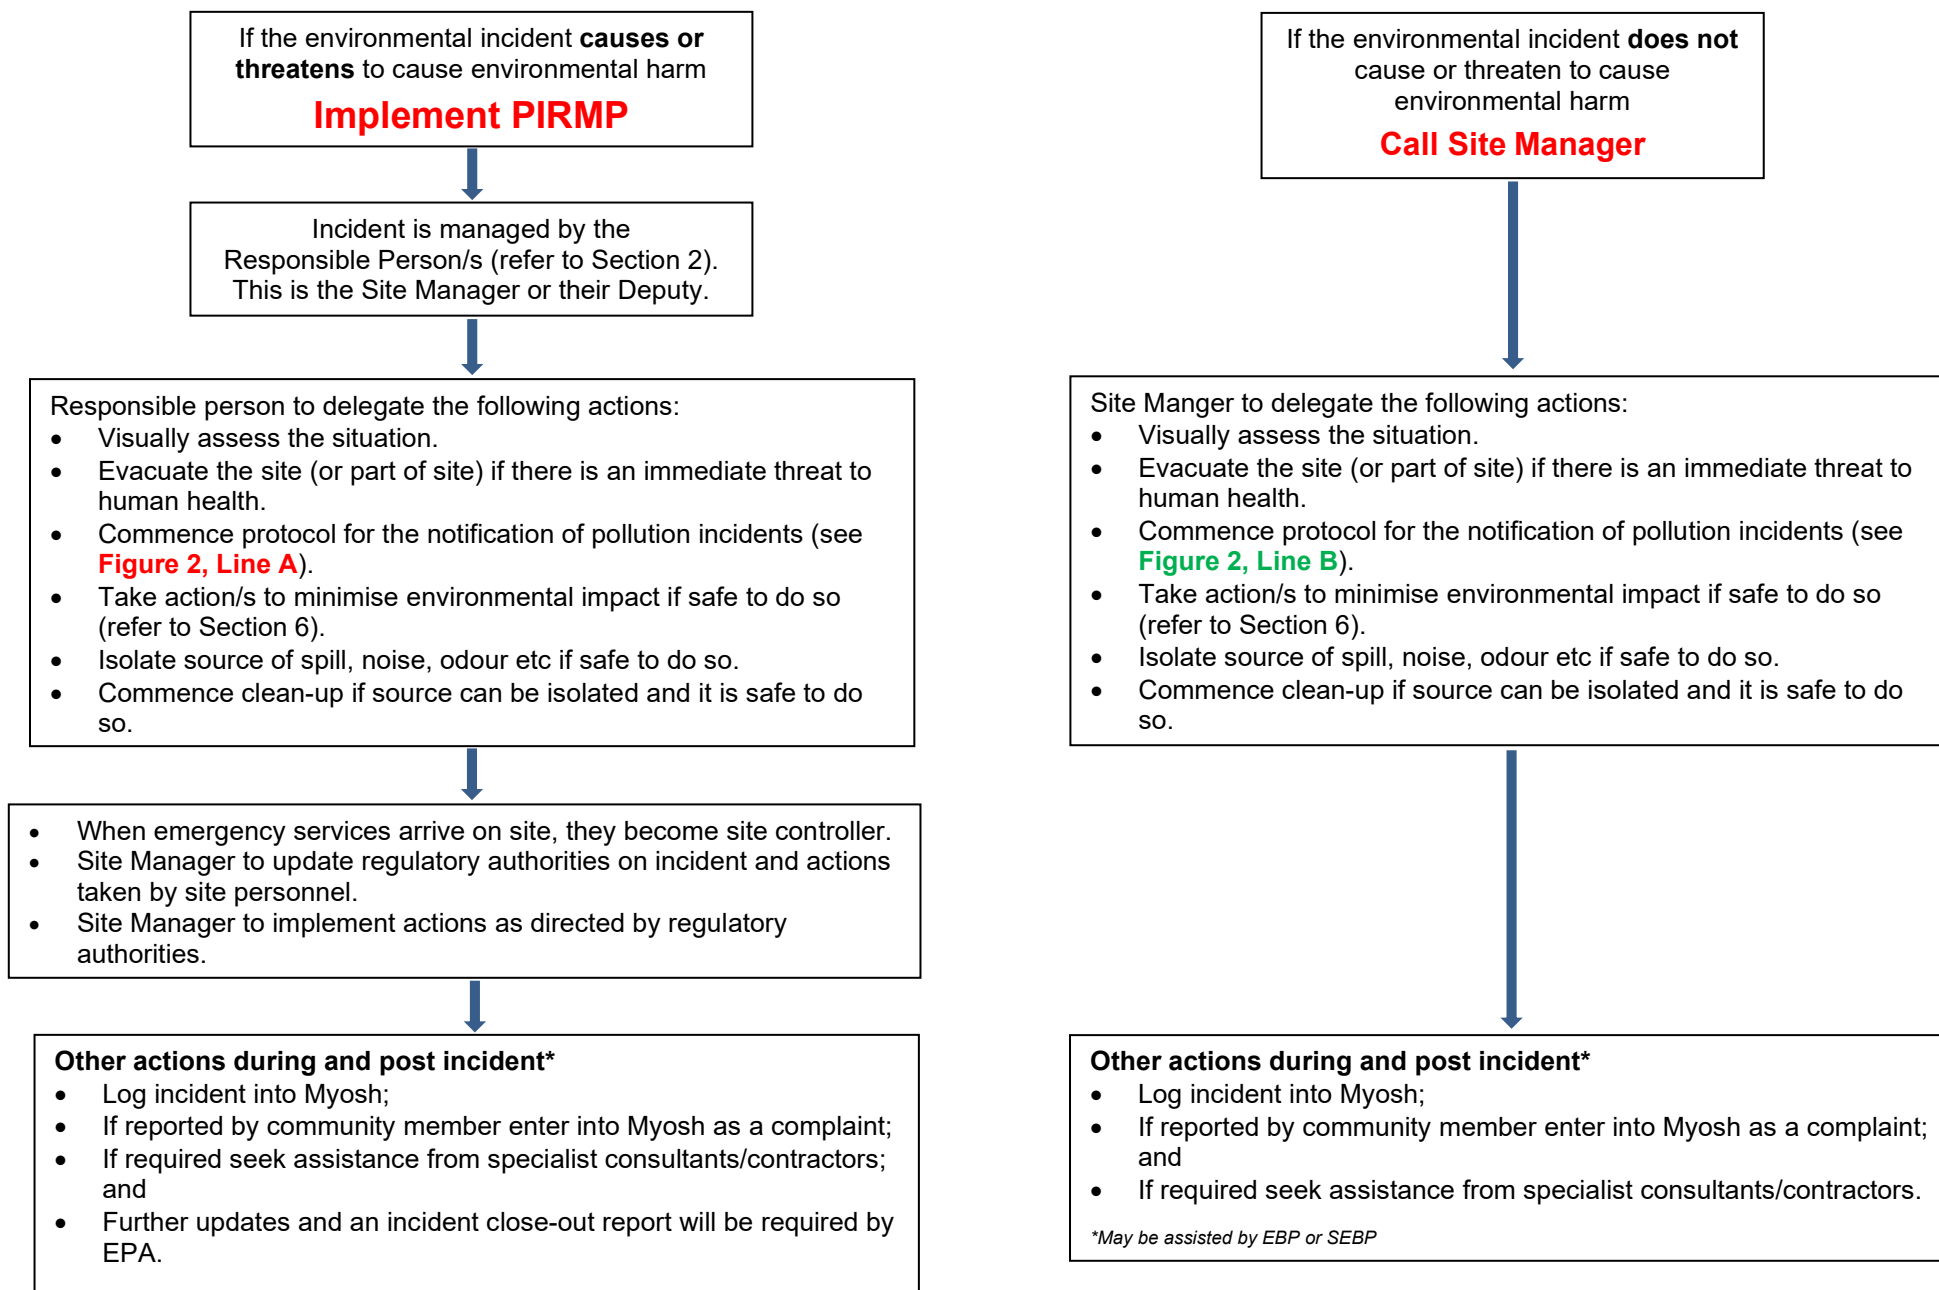 If the environmental incident causes or
threatens to cause environmental harm
Implement PIRMP
Incident is managed by the
Responsible Person/s (refer to Section 2).
This is the Site Manager or their Deputy.
Responsible person to delegate the following actions:
• Visually assess the situation.
• Evacuate the site (or part of site) if there is an immediate threat to
human health.
• Commence protocol for the notification of pollution incidents (see
Figure 2, Line A).
• Take action/s to minimise environmental impact if safe to do so
(refer to Section 6).
• Isolate source of spill, noise, odour etc if safe to do so.
• Commence clean-up if source can be isolated and it is safe to do
so.
• When emergency services arrive on site, they become site controller.
• Site Manager to update regulatory authorities on incident and actions
taken by site personnel.
• Site Manager to implement actions as directed by regulatory
authorities.
Other actions during and post incident*
• Log incident into Myosh;
• If reported by community member enter into Myosh as a complaint;
• If required seek assistance from specialist consultants/contractors;
and
• Further updates and an incident close-out report will be required by
EPA.
If the environmental incident does not
cause or threaten to cause
environmental harm
Call Site Manager
Site Manger to delegate the following actions:
• Visually assess the situation.
• Evacuate the site (or part of site) if there is an immediate threat to
human health.
• Commence protocol for the notification of pollution incidents (see
Figure 2, Line B).
• Take action/s to minimise environmental impact if safe to do so
(refer to Section 6).
• Isolate source of spill, noise, odour etc if safe to do so.
• Commence clean-up if source can be isolated and it is safe to do
so.
Other actions during and post incident*
• Log incident into Myosh;
• If reported by community member enter into Myosh as a complaint;
and
• If required seek assistance from specialist consultants/contractors.
*May be assisted by EBP or SEBP